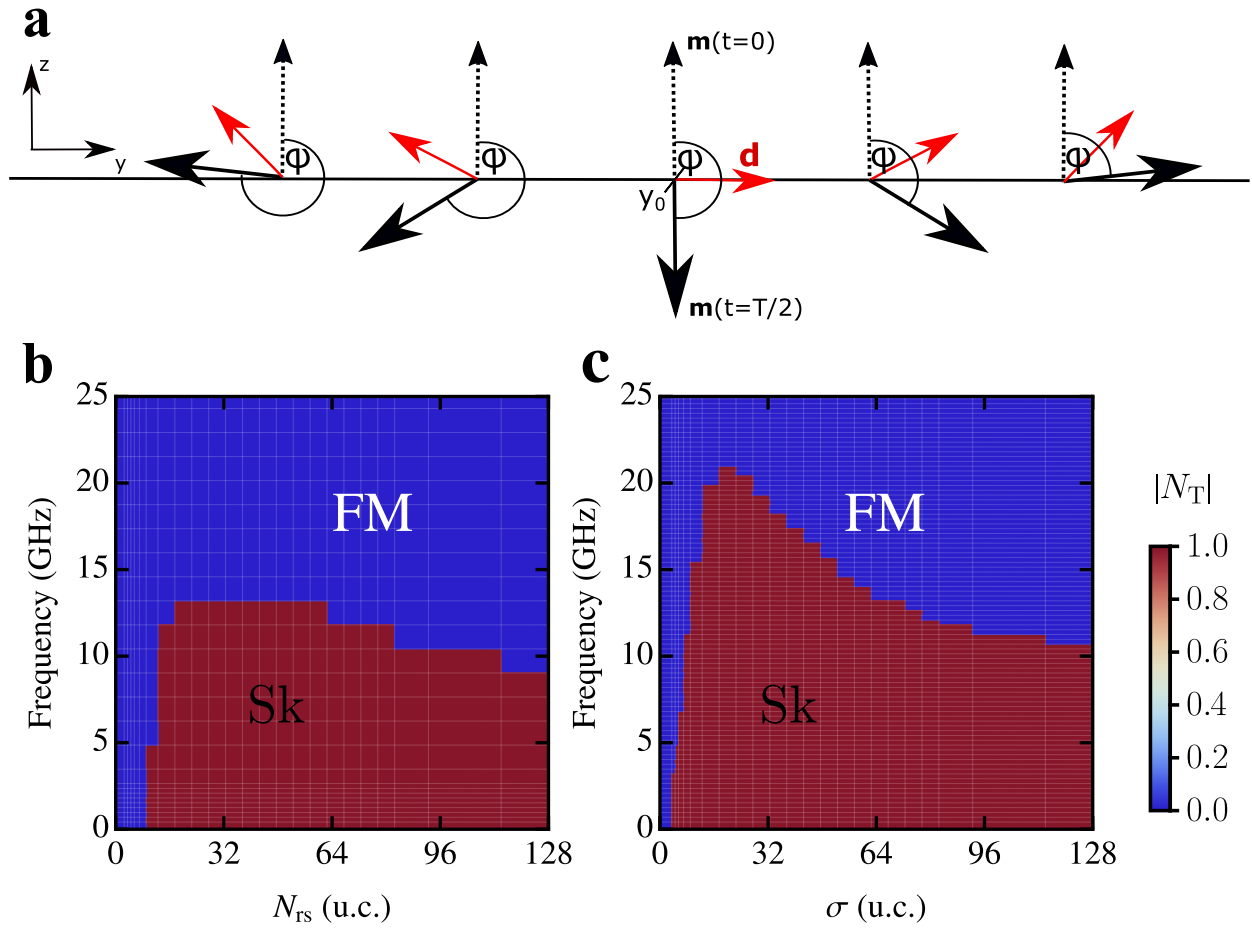 a
z
m(t=0)
φ φ φ φ φ
d
y
y₀
m(t=T/2)
b c
25 25
20 20
15 15
10 10
5 5
0 0
FM FM
Sk Sk
Frequency (GHz) Frequency (GHz)
0 32 64 96 128 0 32 64 96 128
N_rs (u.c.) σ (u.c.)
|N_T|
1.0
0.8
0.6
0.4
0.2
0.0